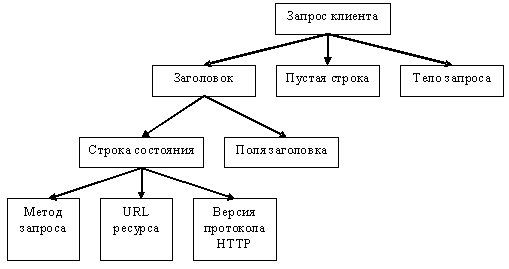 Запрос клиента
Заголовок
Пустая строка
Тело запроса
Строка состояния
Поля заголовка
Метод
запроса
URL
ресурса
Версия
протокола
HTTP